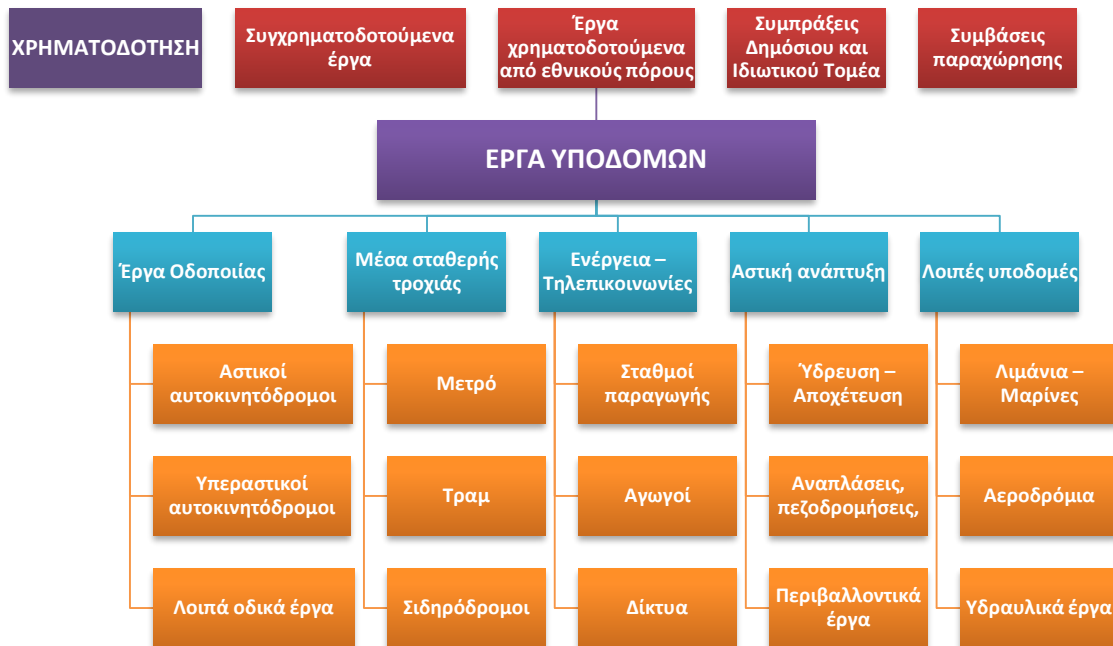 ΧΡΗΜΑΤΟΔΟΤΗΣΗ
Συγχρηματοδοτούμενα
έργα
Έργα
χρηματοδοτούμενα
από εθνικούς πόρους
Συμπράξεις
Δημόσιου και
Ιδιωτικού Τομέα
Συμβάσεις
παραχώρησης
ΕΡΓΑ ΥΠΟΔΟΜΩΝ
Έργα Οδοποιίας
Μέσα σταθερής
τροχιάς
Ενέργεια –
Τηλεπικοινωνίες
Αστική ανάπτυξη
Λοιπές υποδομές
Αστικοί
αυτοκινητόδρομοι
Μετρό
Σταθμοί
παραγωγής
Ύδρευση –
Αποχέτευση
Λιμάνια –
Μαρίνες
Υπεραστικοί
αυτοκινητόδρομοι
Τραμ
Αγωγοί
Αναπλάσεις,
πεζοδρομήσεις,
Αεροδρόμια
Λοιπά οδικά έργα
Σιδηρόδρομοι
Δίκτυα
Περιβαλλοντικά
έργα
Υδραυλικά έργα